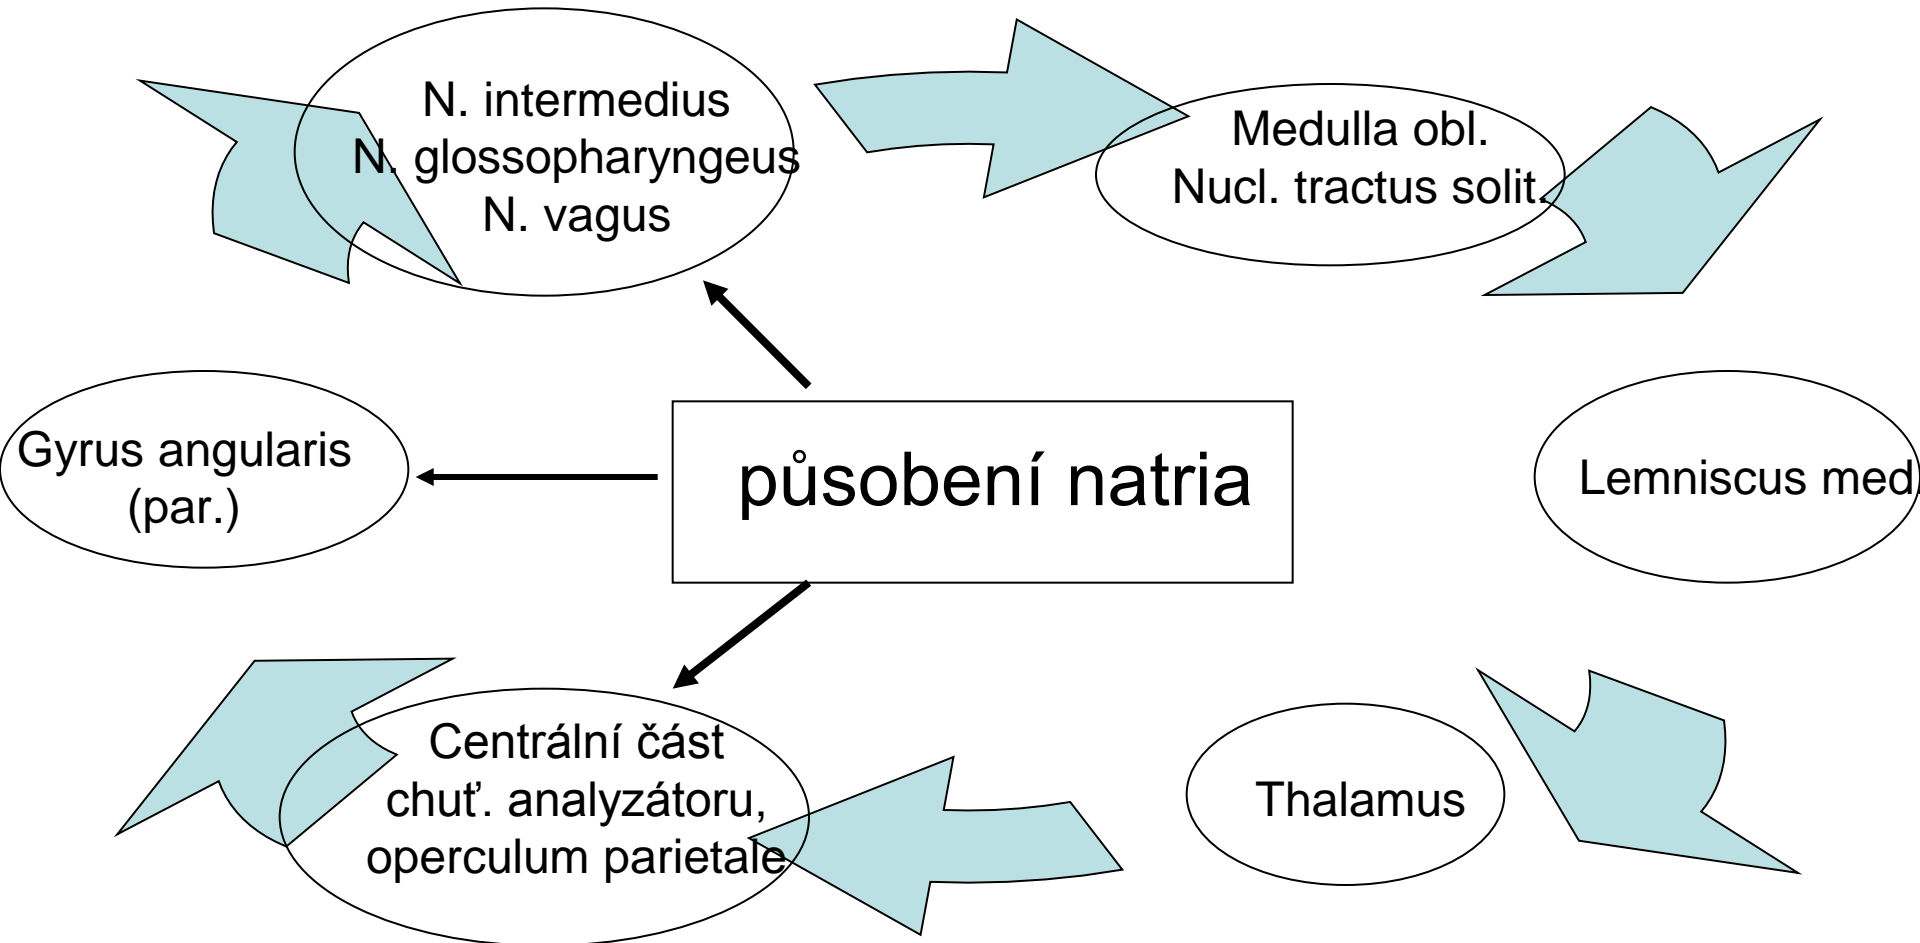 N. intermedius
N. glossopharyngeus
N. vagus
Medulla obl.
Nucl. tractus solit.
Gyrus angularis
(par.)
působení natria
Lemniscus med.
Centrální část
chuť. analyzátoru,
operculum parietale
Thalamus